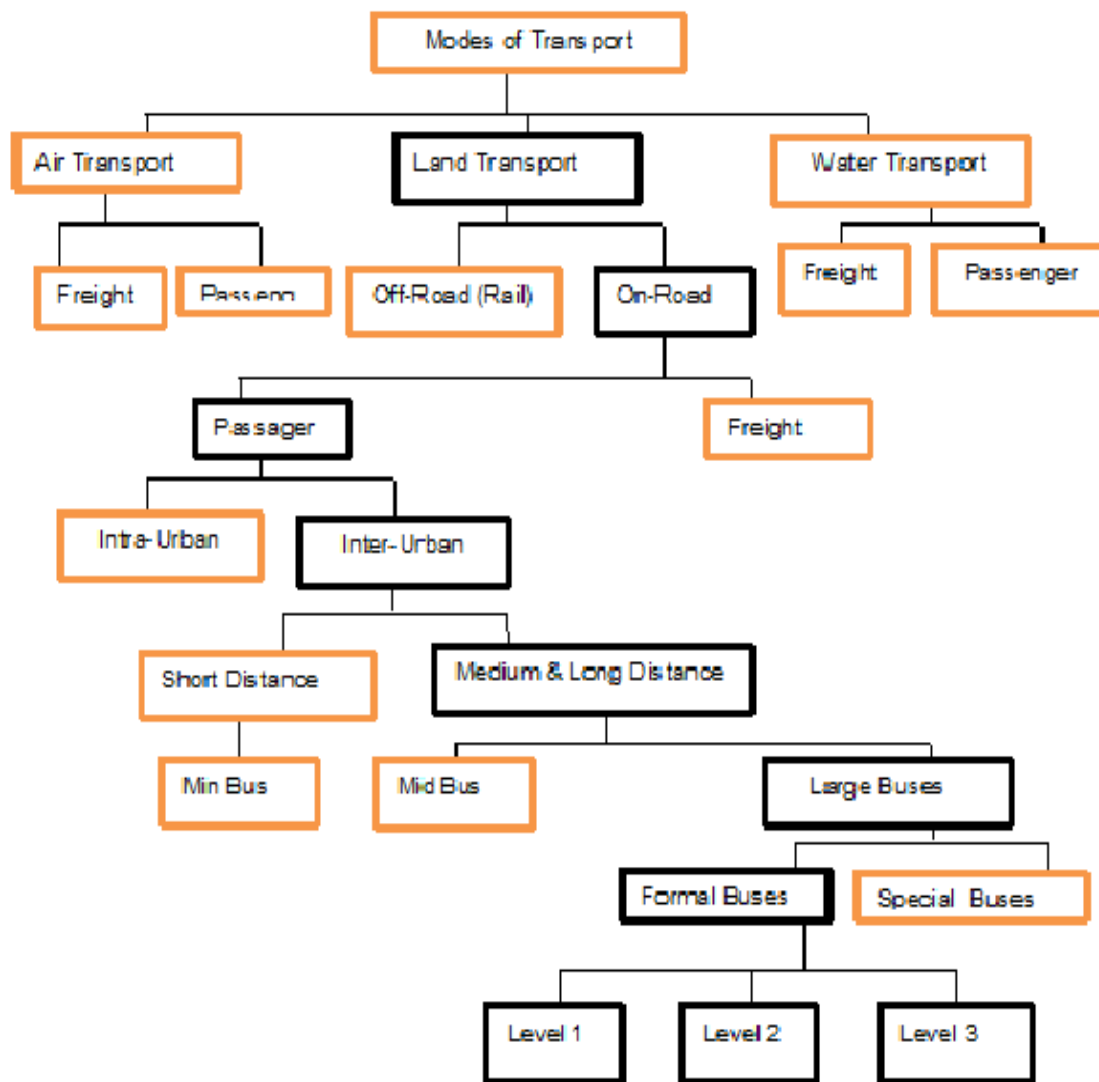 Modes of Transport
Air Transport
Land Transport
Water Transport
Freight
Passeng
Off-Road (Rail)
On-Road
Freight
Passenger
Passager
Freight
Intra-Urban
Inter-Urban
Short Distance
Medium & Long Distance
Min Bus
Mid Bus
Large Buses
Formal Buses
Special Buses
Level 1
Level 2
Level 3